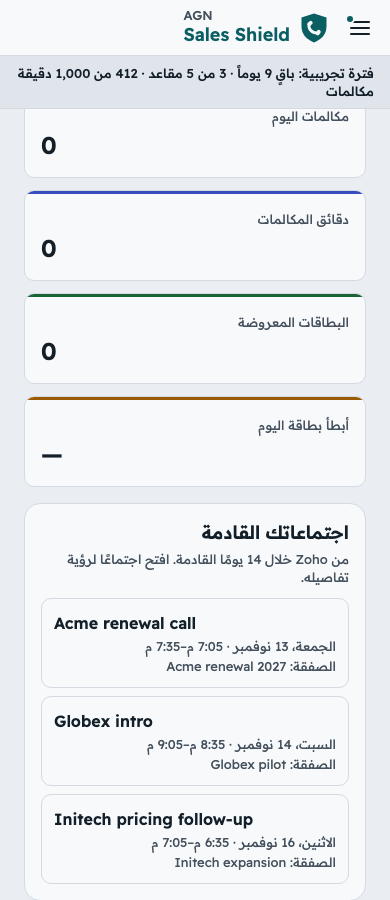 AGN
Sales Shield
فترة تجريبية: باقٍ 9 يوماً · 3 من 5 مقاعد · 412 من 1,000 دقيقة
مكالمات
مكالمات اليوم
0
دقائق المكالمات
0
البطاقات المعروضة
0
أبطأ بطاقة اليوم
—
اجتماعاتك القادمة
من Zoho خلال 14 يومًا القادمة. افتح اجتماعًا لرؤية
تفاصيله.
Acme renewal call
الجمعة، 13 نوفمبر · 7:05 م–7:35 م
الصفقة: Acme renewal 2027
Globex intro
السبت، 14 نوفمبر · 8:35 م–9:05 م
الصفقة: Globex pilot
Initech pricing follow-up
الاثنين، 16 نوفمبر · 6:35 م–7:05 م
الصفقة: Initech expansion